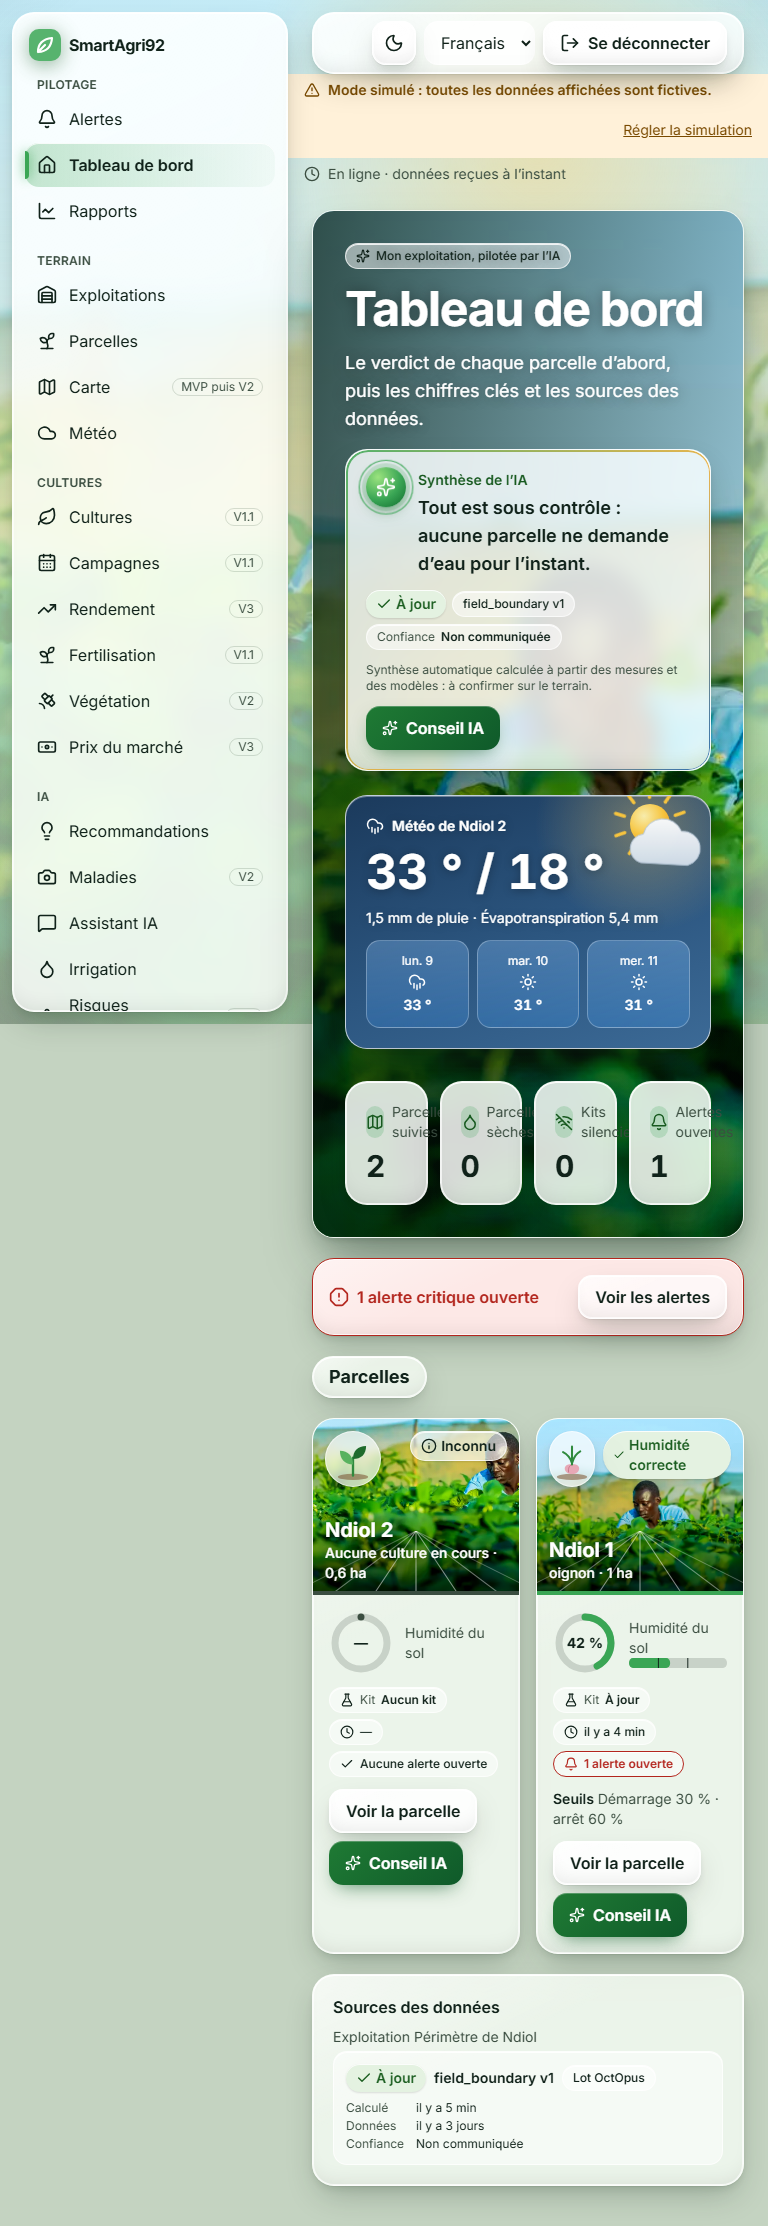 SmartAgri92
PILOTAGE
Alertes
Tableau de bord
Rapports
TERRAIN
Exploitations
Parcelles
Carte
MVP puis V2
Météo
CULTURES
Cultures
V1.1
Campagnes
V1.1
Rendement
V3
Fertilisation
V1.1
Végétation
V2
Prix du marché
V3
IA
Recommandations
Maladies
V2
Assistant IA
Irrigation
Risques
Français
Se déconnecter
Mode simulé : toutes les données affichées sont fictives.
Régler la simulation
En ligne · données reçues à l’instant
Mon exploitation, pilotée par l’IA
Tableau de bord
Le verdict de chaque parcelle d’abord,
puis les chiffres clés et les sources des
données.
Synthèse de l’IA
Tout est sous contrôle :
aucune parcelle ne demande
d’eau pour l’instant.
À jour
field_boundary v1
Confiance Non communiquée
Synthèse automatique calculée à partir des mesures et
des modèles : à confirmer sur le terrain.
Conseil IA
Météo de Ndiol 2
33 ° / 18 °
1,5 mm de pluie · Évapotranspiration 5,4 mm
lun. 9
33 °
mar. 10
31 °
mer. 11
31 °
suivies
2
0
Kits
0
Alertes
ouvertes
1
1 alerte critique ouverte
Voir les alertes
Parcelles
Inconnu
Ndiol 2
Aucune culture en cours ·
0,6 ha
—
Humidité du
sol
Kit Aucun kit
—
Aucune alerte ouverte
Voir la parcelle
Conseil IA
Humidité
correcte
Ndiol 1
oignon · 1 ha
42 %
Humidité du
sol
Kit À jour
il y a 4 min
1 alerte ouverte
Seuils Démarrage 30 % ·
arrêt 60 %
Voir la parcelle
Conseil IA
Sources des données
Exploitation Périmètre de Ndiol
À jour
field_boundary v1
Lot OctOpus
Calculé il y a 5 min
Données il y a 3 jours
Confiance Non communiquée